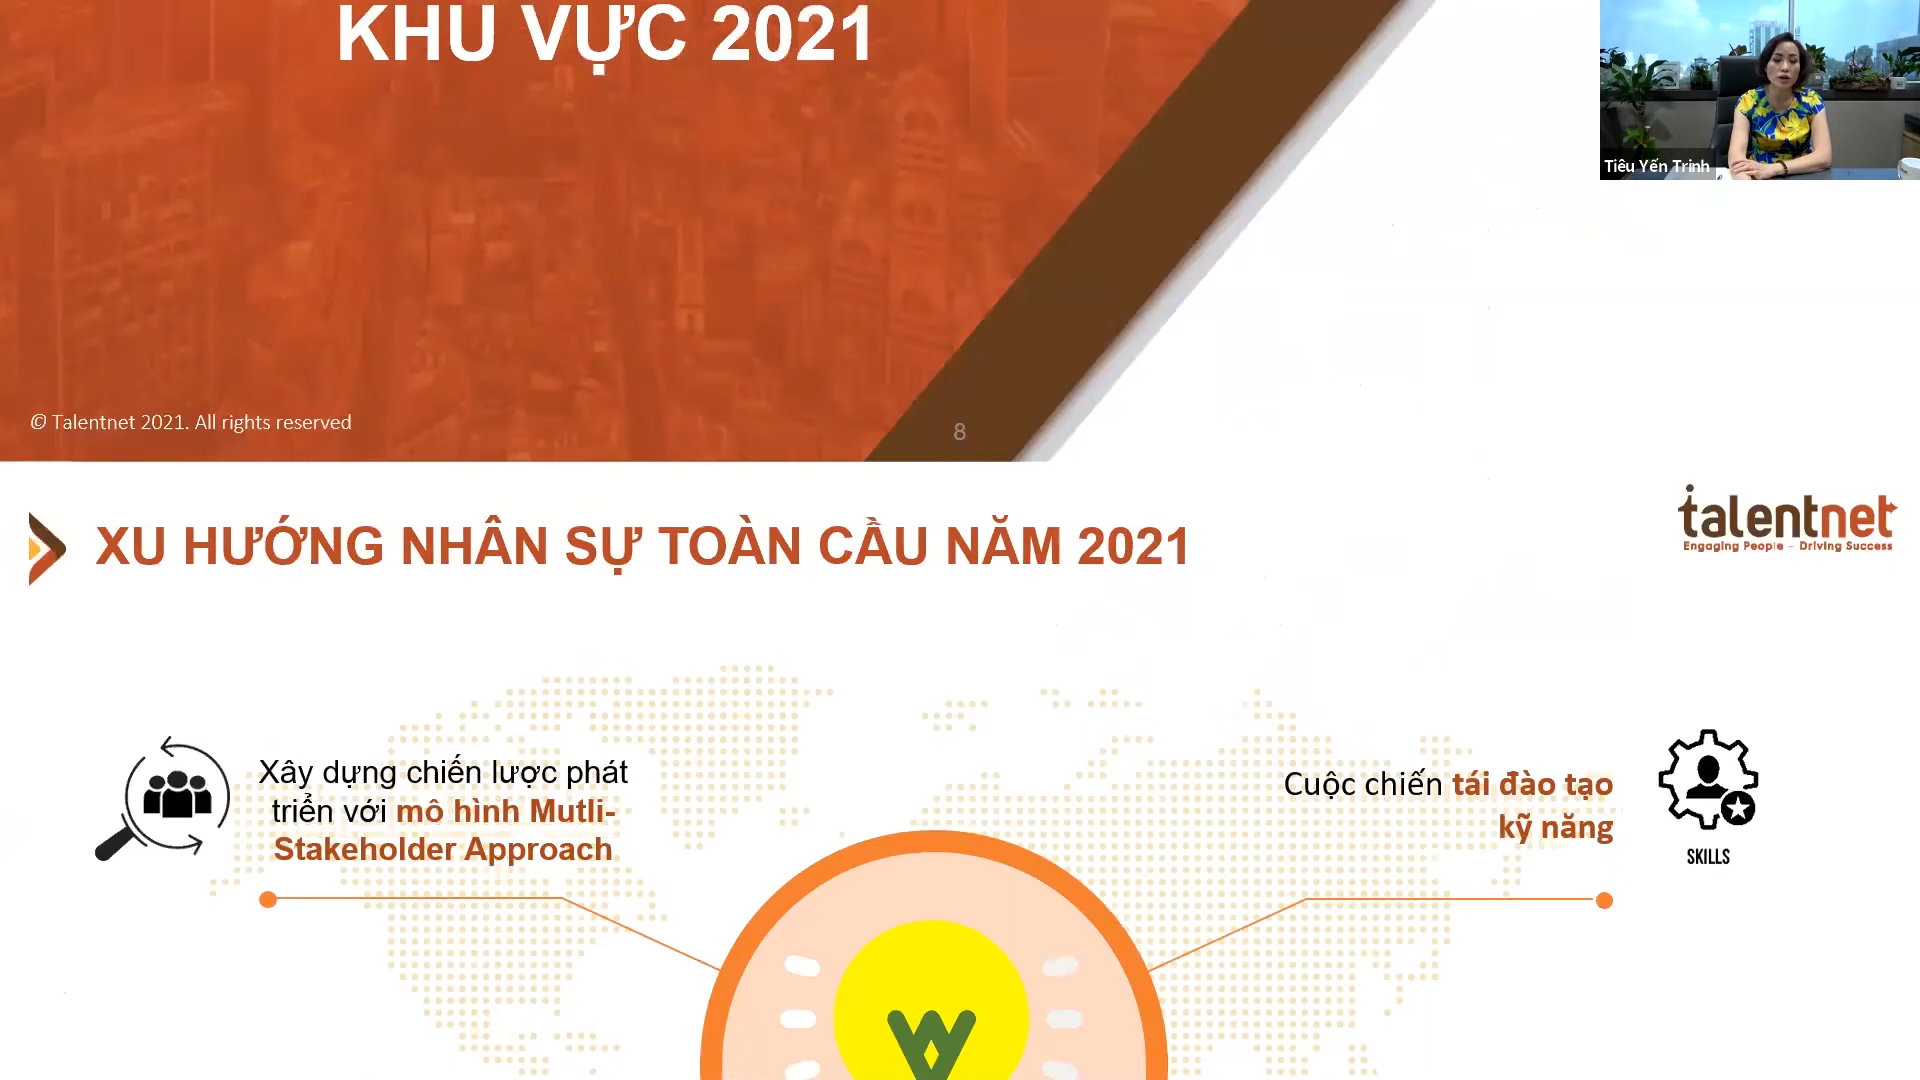 KHU VỰC 2021
Tiêu Yến Trinh
© Talentnet 2021. All rights reserved
8
XU HƯỚNG NHÂN SỰ TOÀN CẦU NĂM 2021
talentnet
Engaging People - Driving Success
Xây dựng chiến lược phát
triển với mô hình Mutli-
Stakeholder Approach
Cuộc chiến tái đào tạo
kỹ năng
SKILLS